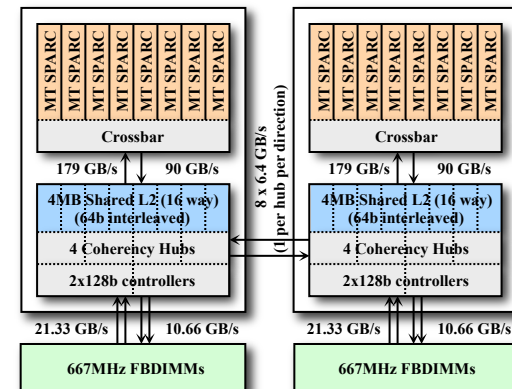 MT SPARC
MT SPARC
MT SPARC
MT SPARC
MT SPARC
MT SPARC
MT SPARC
MT SPARC
Crossbar
179 GB/s
90 GB/s
4MB Shared L2 (16 way)
(64b interleaved)
4 Coherency Hubs
2x128b controllers
21.33 GB/s
10.66 GB/s
667MHz FBDIMMs
8 x 6.4 GB/s
(1 per hub per direction)
MT SPARC
MT SPARC
MT SPARC
MT SPARC
MT SPARC
MT SPARC
MT SPARC
MT SPARC
Crossbar
179 GB/s
90 GB/s
4MB Shared L2 (16 way)
(64b interleaved)
4 Coherency Hubs
2x128b controllers
21.33 GB/s
10.66 GB/s
667MHz FBDIMMs